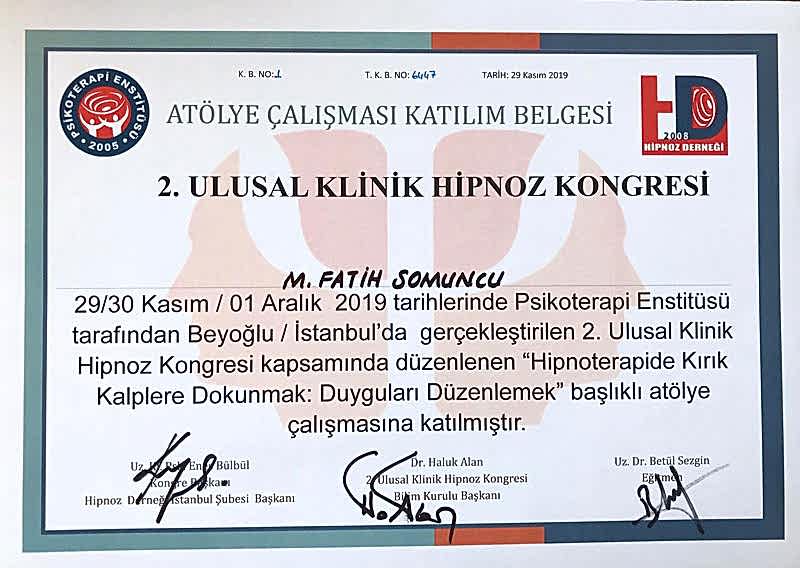 K. B. NO:1 T. K. B. NO: 6447 TARİH: 29 Kasım 2019
PSİKOTERAPİ ENSTİTÜSÜ
2005
2008
HİPNOZ DERNEĞİ
ATÖLYE ÇALIŞMASI KATILIM BELGESİ
2. ULUSAL KLİNİK HİPNOZ KONGRESİ
M. FATİH SOMUNCU
29/30 Kasım / 01 Aralık 2019 tarihlerinde Psikoterapi Enstitüsü
tarafından Beyoğlu / İstanbul’da gerçekleştirilen 2. Ulusal Klinik
Hipnoz Kongresi kapsamında düzenlenen “Hipnoterapide Kırık
Kalplere Dokunmak: Duyguları Düzenlemek” başlıklı atölye
çalışmasına katılmıştır.
Uz. Psk. Bülbül
Kongre Başkanı
Hipnoz Derneği İstanbul Şubesi Başkanı
Dr. Haluk Alan
2. Ulusal Klinik Hipnoz Kongresi
Bilim Kurulu Başkanı
Uz. Dr. Betül Sezgin
Eğitmen